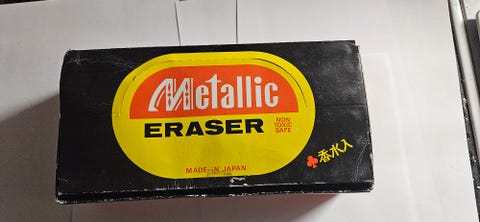 Metallic
ERASER
NON
TOXIC
SAFE
MADE IN JAPAN
香水入